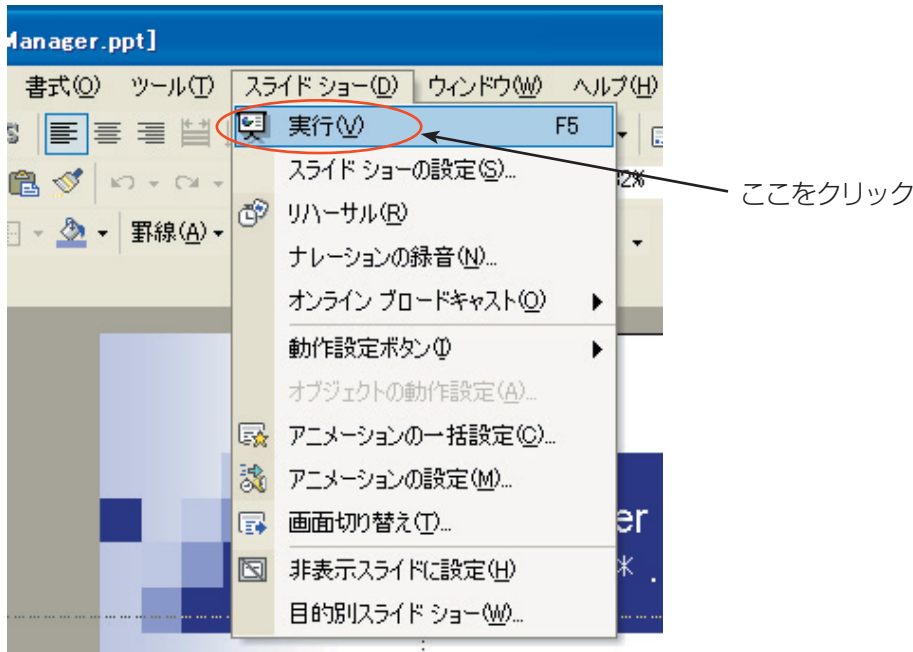 Manager.ppt]
書式(O) ツール(T) スライド ショー(D) ウィンドウ(W) ヘルプ(H)
実行(V) F5
スライド ショーの設定(S)...
ここをクリック
リハーサル(R)
罫線(A)
ナレーションの録音(N)...
オンライン ブロードキャスト(O)
動作設定ボタン(I)
オブジェクトの動作設定(A)...
アニメーションの一括設定(C)...
アニメーションの設定(M)...
画面切り替え(T)...
er
非表示スライドに設定(H)
*.
目的別スライド ショー(W)...